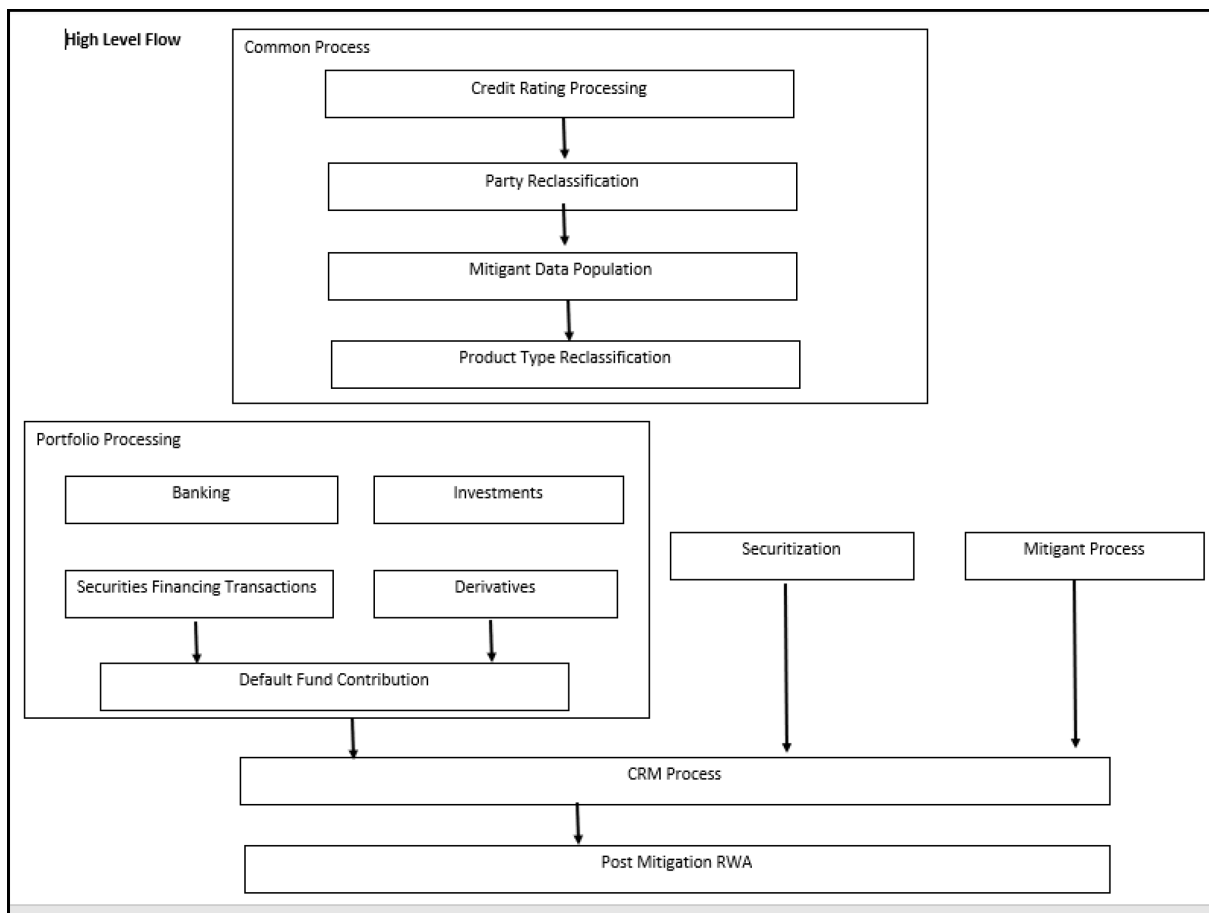 High Level Flow
Common Process
Credit Rating Processing
Party Reclassification
Mitigant Data Population
Product Type Reclassification
Portfolio Processing
Banking
Investments
Securitization
Mitigant Process
Securities Financing Transactions
Derivatives
Default Fund Contribution
CRM Process
Post Mitigation RWA